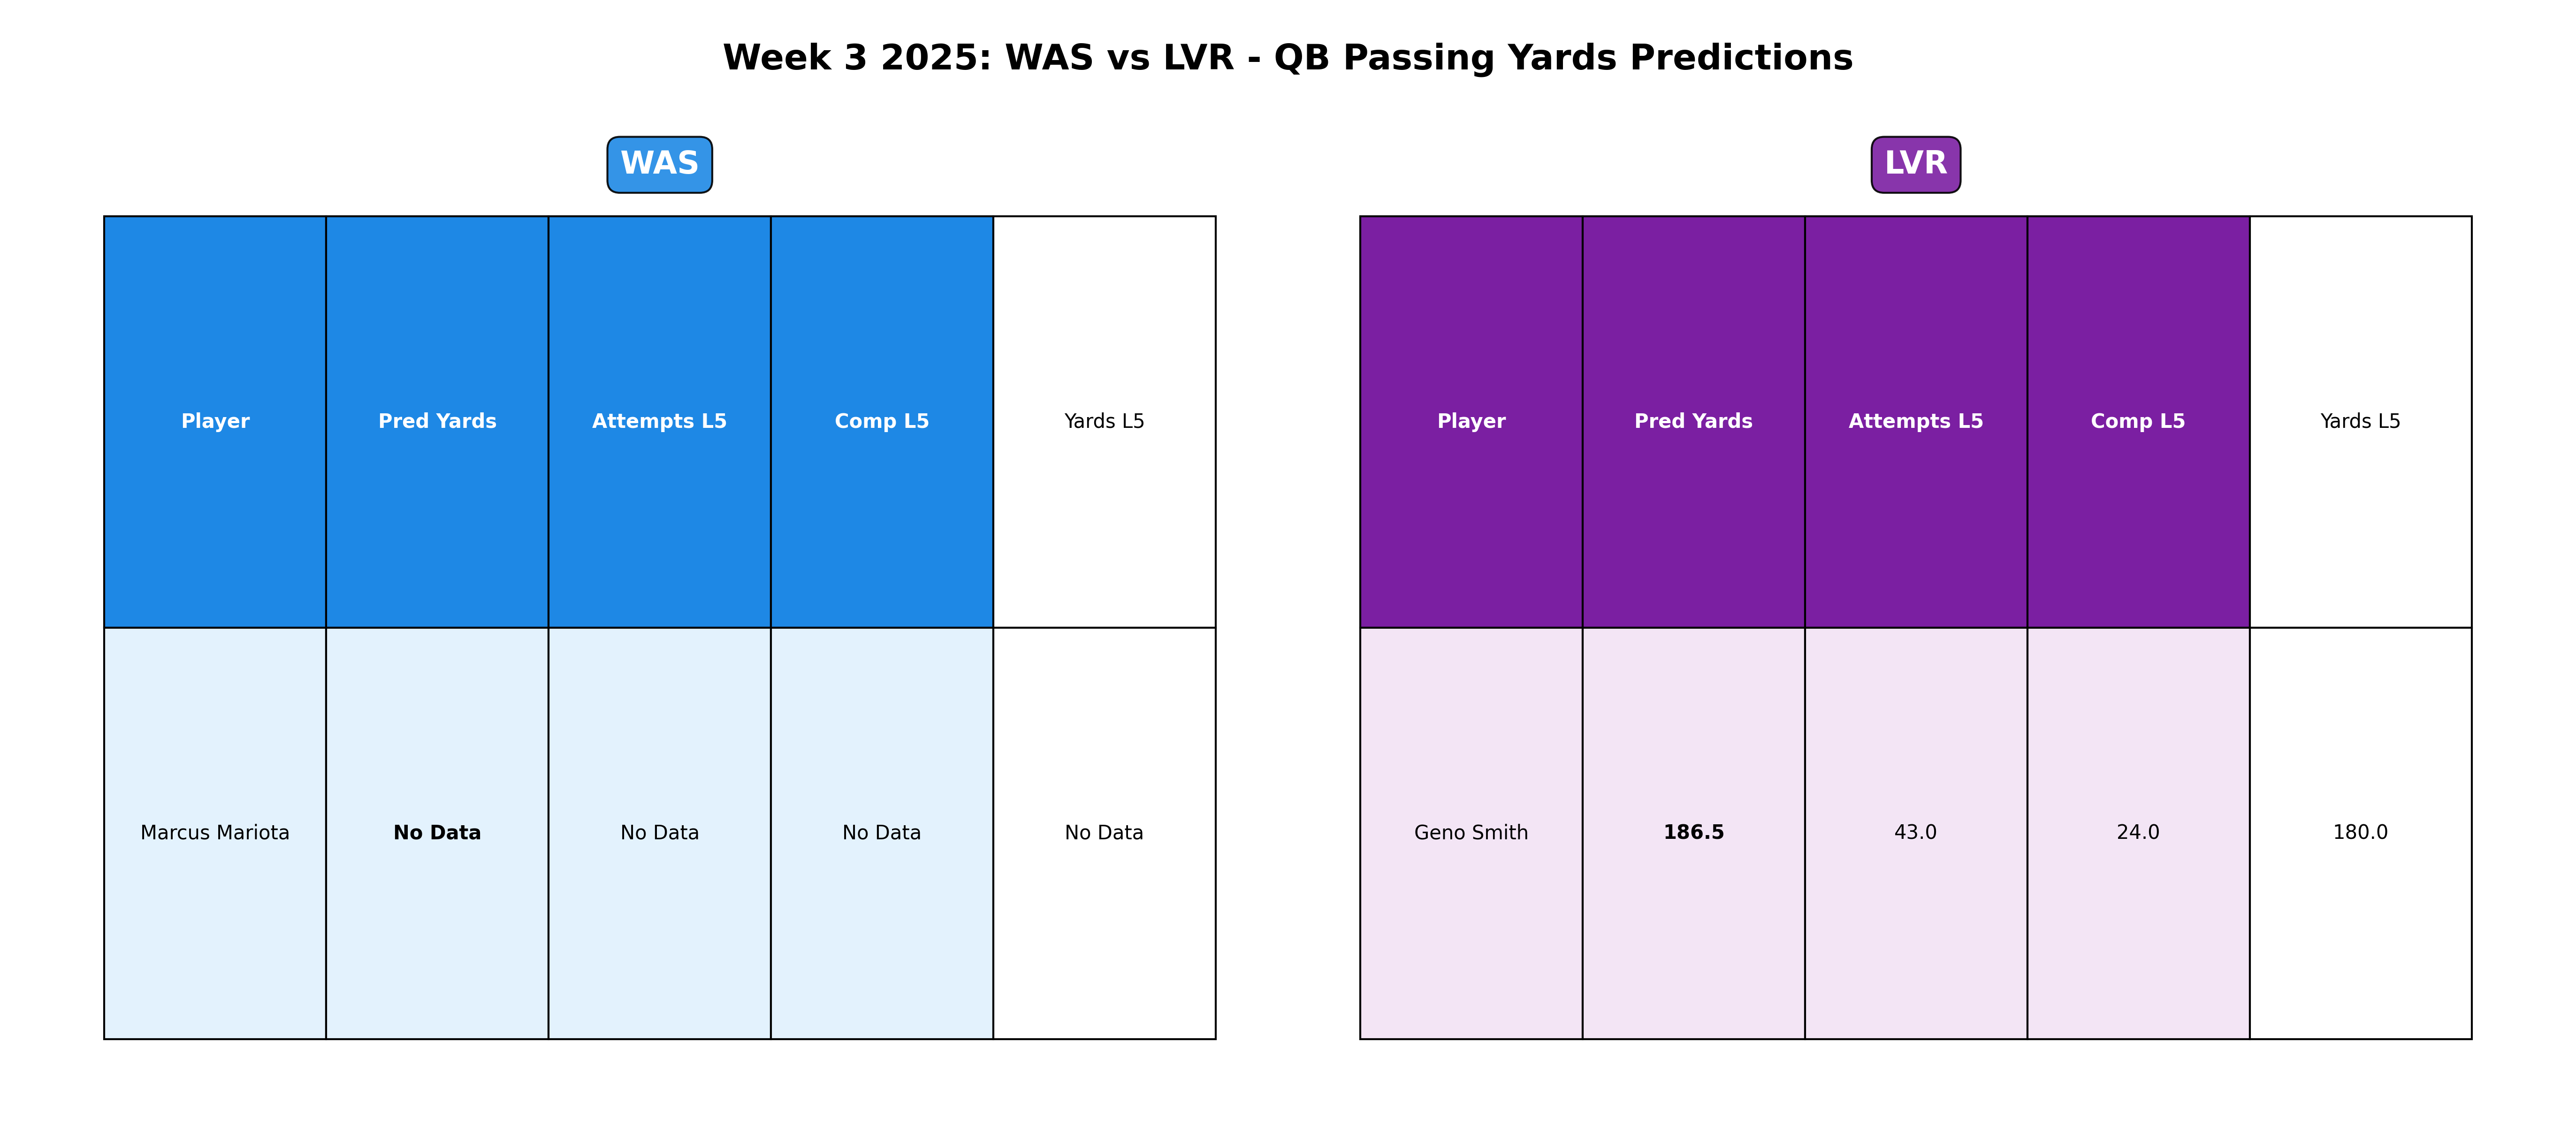 Week 3 2025: WAS vs LVR - QB Passing Yards Predictions
WAS
Player Pred Yards Attempts L5 Comp L5 Yards L5
Marcus Mariota No Data No Data No Data No Data
LVR
Player Pred Yards Attempts L5 Comp L5 Yards L5
Geno Smith 186.5 43.0 24.0 180.0